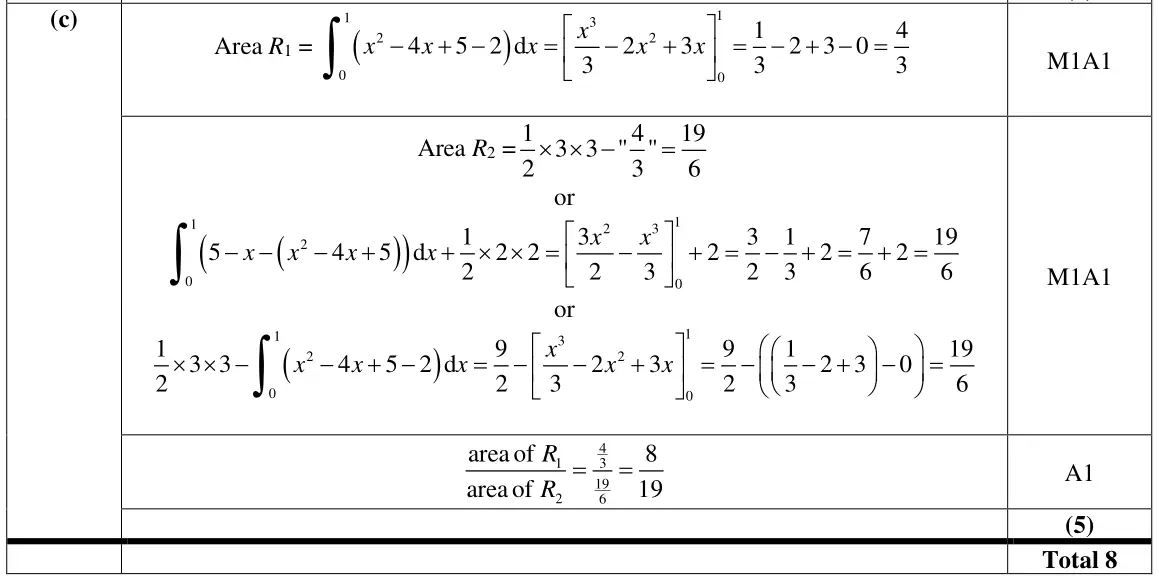 (c) Area R₁ = ∫₀¹ (x² − 4x + 5 − 2) dx = [x³/3 − 2x² + 3x]₀¹ = 1/3 − 2 + 3 − 0 = 4/3 M1A1
Area R₂ = 1/2 × 3 × 3 − "4/3" = 19/6
or
∫₀¹ (5 − x − (x² − 4x + 5)) dx + 1/2 × 2 × 2 = [3x²/2 − x³/3]₀¹ + 2 = 3/2 − 1/3 + 2 = 7/6 + 2 = 19/6 M1A1
or
1/2 × 3 × 3 − ∫₀¹ (x² − 4x + 5 − 2) dx = 9/2 − [x³/3 − 2x² + 3x]₀¹ = 9/2 − ((1/3 − 2 + 3) − 0) = 19/6
area of R₁ / area of R₂ = (4/3)/(19/6) = 8/19 A1
(5)
Total 8